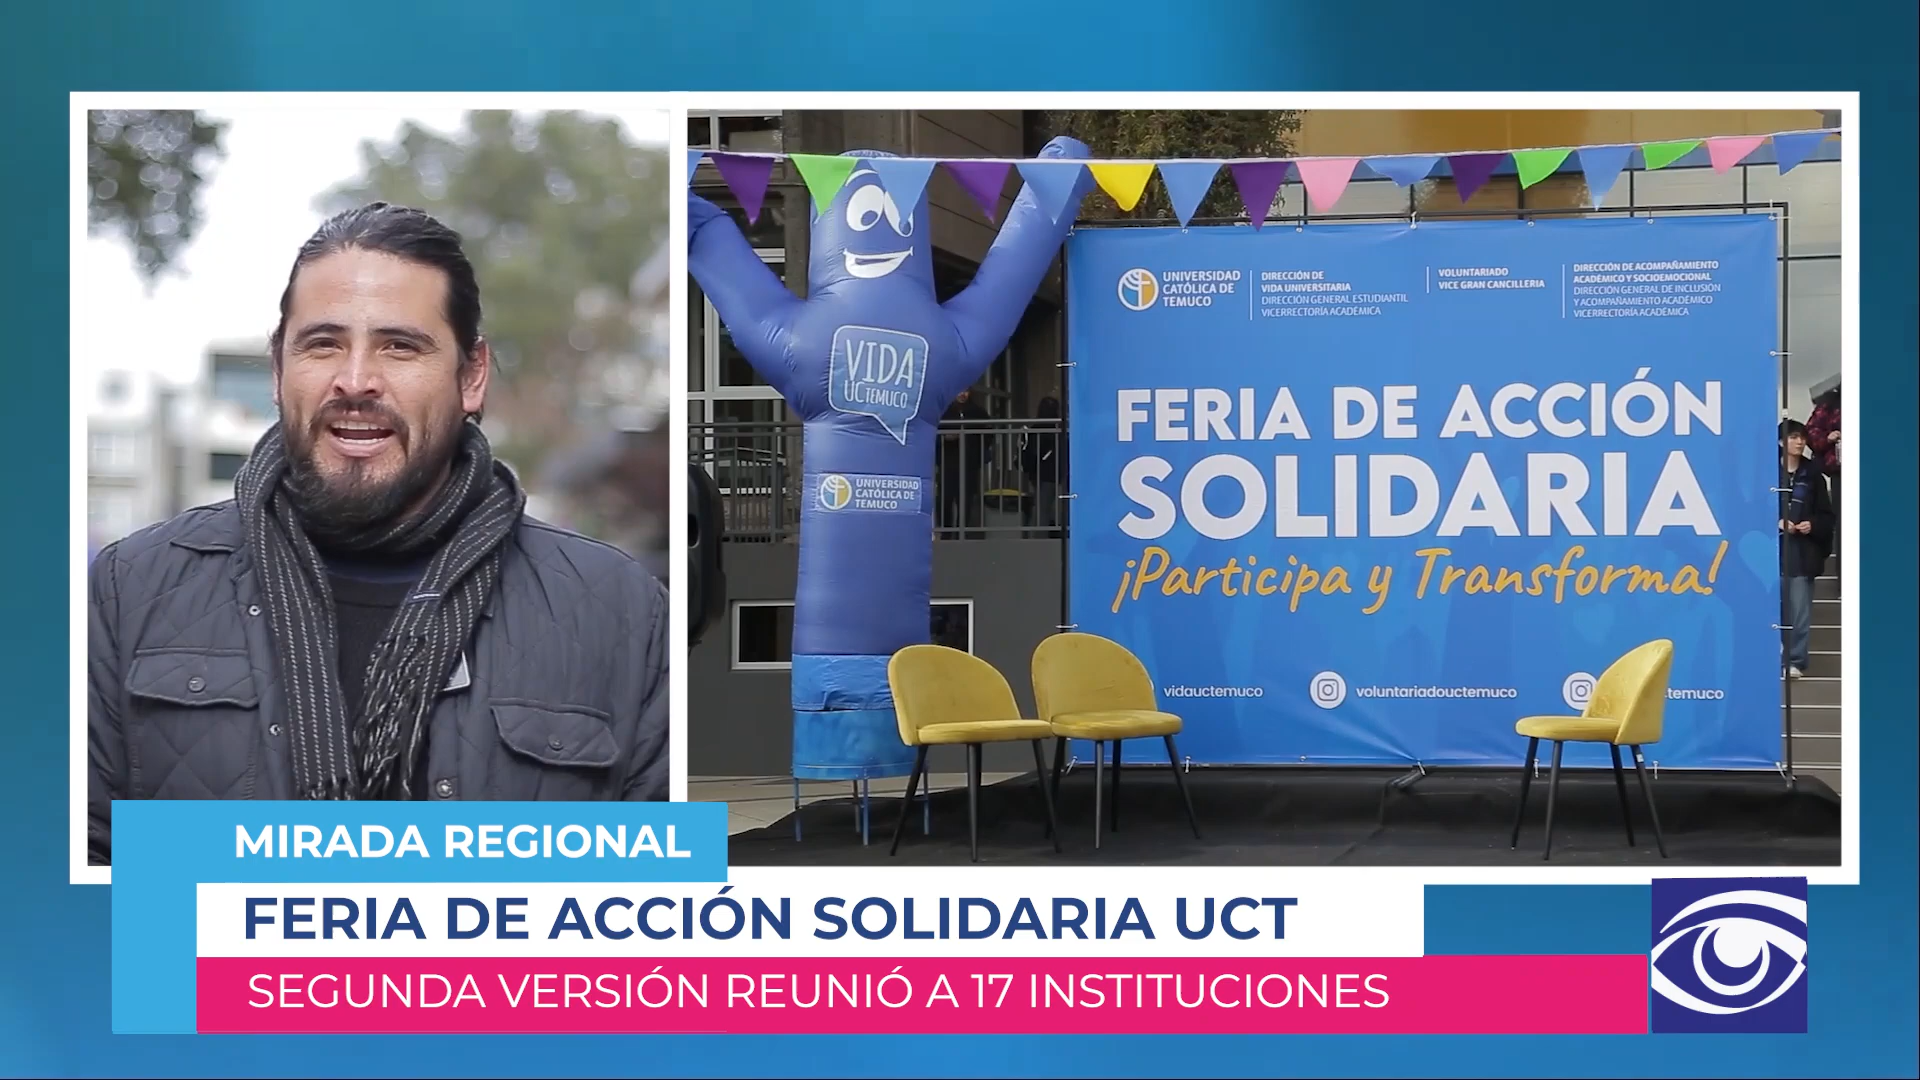 VIDA
UCTEMUCO
UNIVERSIDAD
CATÓLICA DE
TEMUCO
UNIVERSIDAD
CATÓLICA DE
TEMUCO
DIRECCIÓN DE
VIDA UNIVERSITARIA
DIRECCIÓN GENERAL ESTUDIANTIL
VICERRECTORÍA ACADÉMICA
VOLUNTARIADO
VICE GRAN CANCILLERIA
DIRECCIÓN DE ACOMPAÑAMIENTO
ACADÉMICO Y SOCIOEMOCIONAL
DIRECCIÓN GENERAL DE INCLUSIÓN
Y ACOMPAÑAMIENTO ACADÉMICO
VICERRECTORÍA ACADÉMICA
FERIA DE ACCIÓN
SOLIDARIA
¡Participa y Transforma!
vidauctemuco
voluntariadouctemuco
.temuco
MIRADA REGIONAL
FERIA DE ACCIÓN SOLIDARIA UCT
SEGUNDA VERSIÓN REUNIÓ A 17 INSTITUCIONES